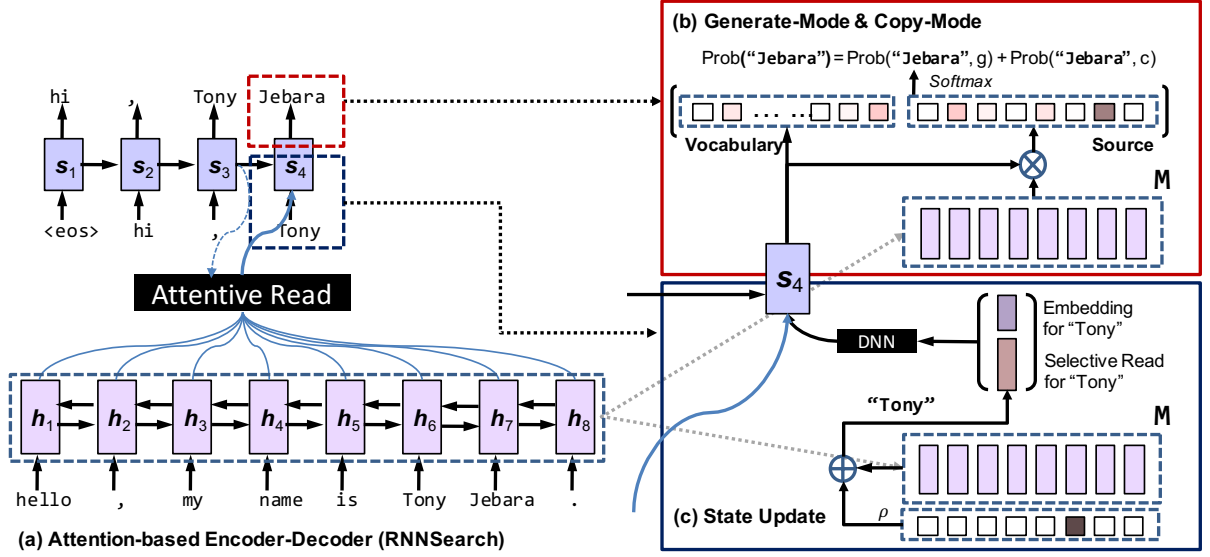 hi , Tony Jebara
s1 s2 s3 s4
<eos> hi , Tony
Attentive Read
h1 h2 h3 h4 h5 h6 h7 h8
hello , my name is Tony Jebara .
(a) Attention-based Encoder-Decoder (RNNSearch)
(b) Generate-Mode & Copy-Mode
Prob(“Jebara”) = Prob(“Jebara”, g) + Prob(“Jebara”, c)
Softmax
... ...
Vocabulary
Source
M
s4
Embedding
for “Tony”
DNN
Selective Read
for “Tony”
“Tony”
M
ρ
(c) State Update